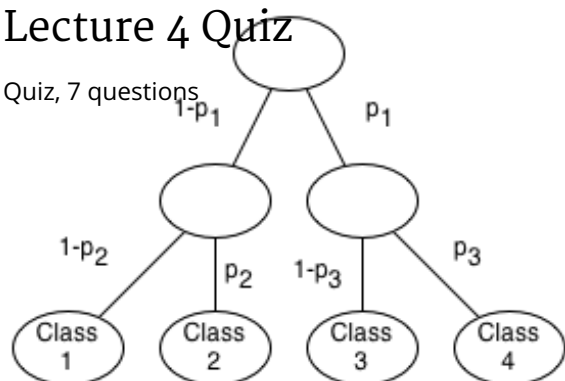 Lecture 4 Quiz
Quiz, 7 questions
1-p1
p1
1-p2
p2
1-p3
p3
Class
1
Class
2
Class
3
Class
4